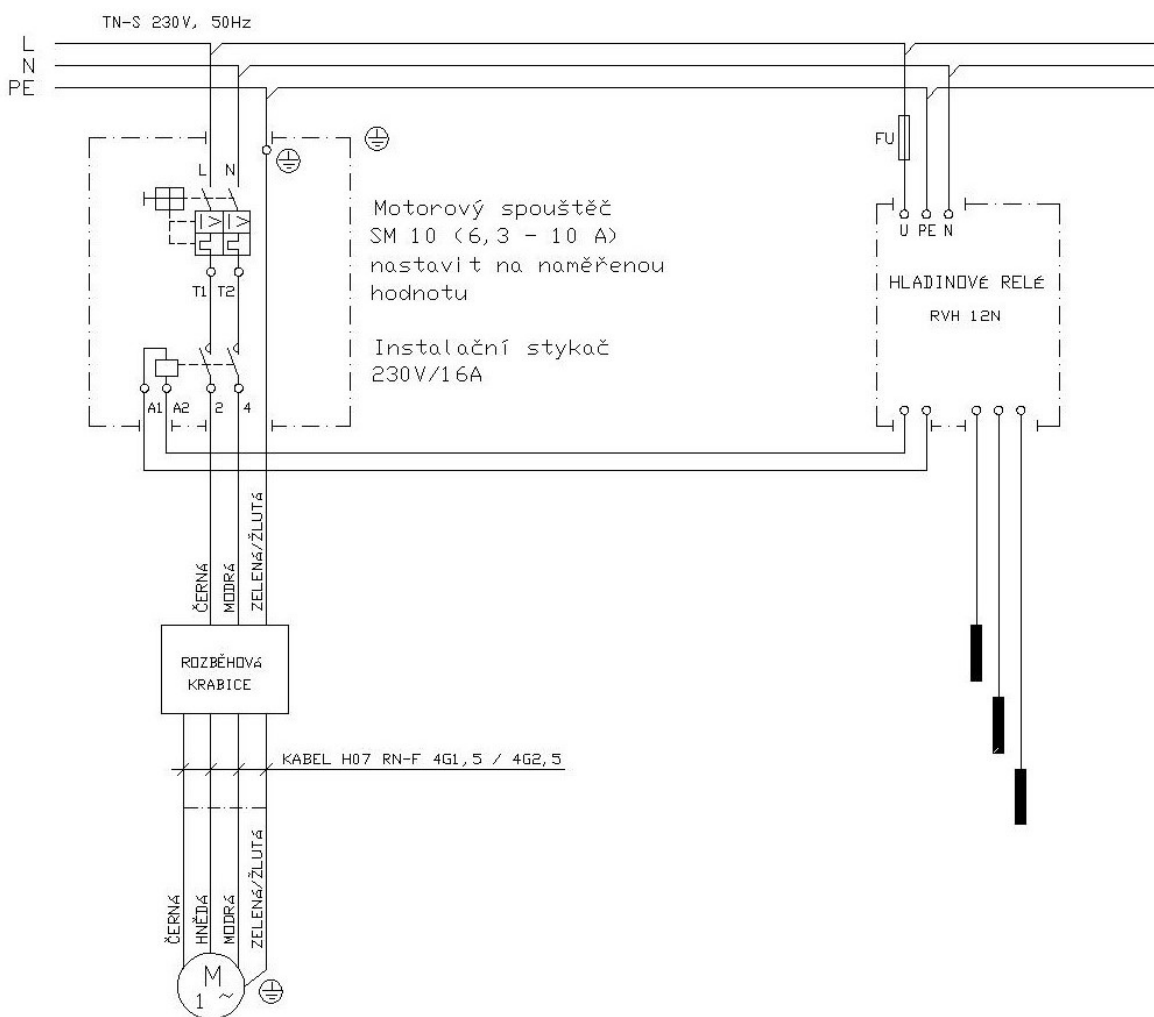 TN-S 230V, 50Hz
L
N
PE
L N
FU
U PE N
Motorový spouštěč
SM 10 (6,3 - 10 A)
nastavit na naměřenou
hodnotu
T1 T2
HLADINOVÉ RELÉ
RVH 12N
Instalační stykač
230V/16A
A1 A2 2 4
ČERNÁ
MODRÁ
ZELENÁ/ŽLUTÁ
ROZBĚHOVÁ
KRABICE
KABEL H07 RN-F 4G1,5 / 4G2,5
ČERNÁ
HNĚDÁ
MODRÁ
ZELENÁ/ŽLUTÁ
M
1 ~